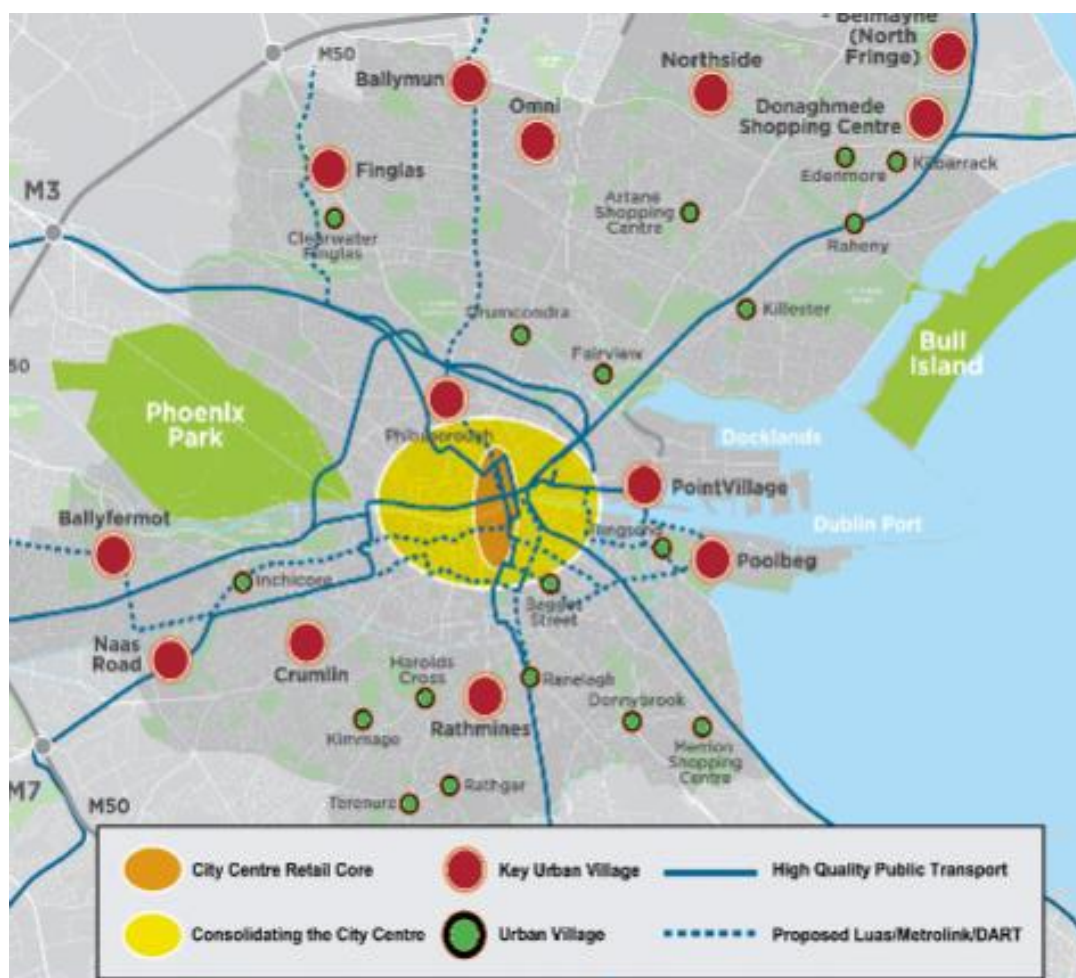 - Belmayne
(North
Fringe)
M50
Ballymun
Northside
Omni
Donaghmede
Shopping Centre
Finglas
Edenmore
Kilbarrack
M3
Artane
Shopping
Centre
Clearwater
Finglas
Raheny
Drumcondra
Killester
Fairview
Bull
Island
50
Phoenix
Park
Phibsborough
Docklands
PointVillage
Ballyfermot
Dublin Port
Ringsend
Poolbeg
Inchicore
Baggot
Street
Naas
Road
Crumlin
Harolds
Cross
Ranelagh
Donnybrook
Rathmines
Kimmage
Merrion
Shopping
Centre
Rathgar
Terenure
M7
M50
City Centre Retail Core
Key Urban Village
High Quality Public Transport
Consolidating the City Centre
Urban Village
Proposed Luas/Metrolink/DART